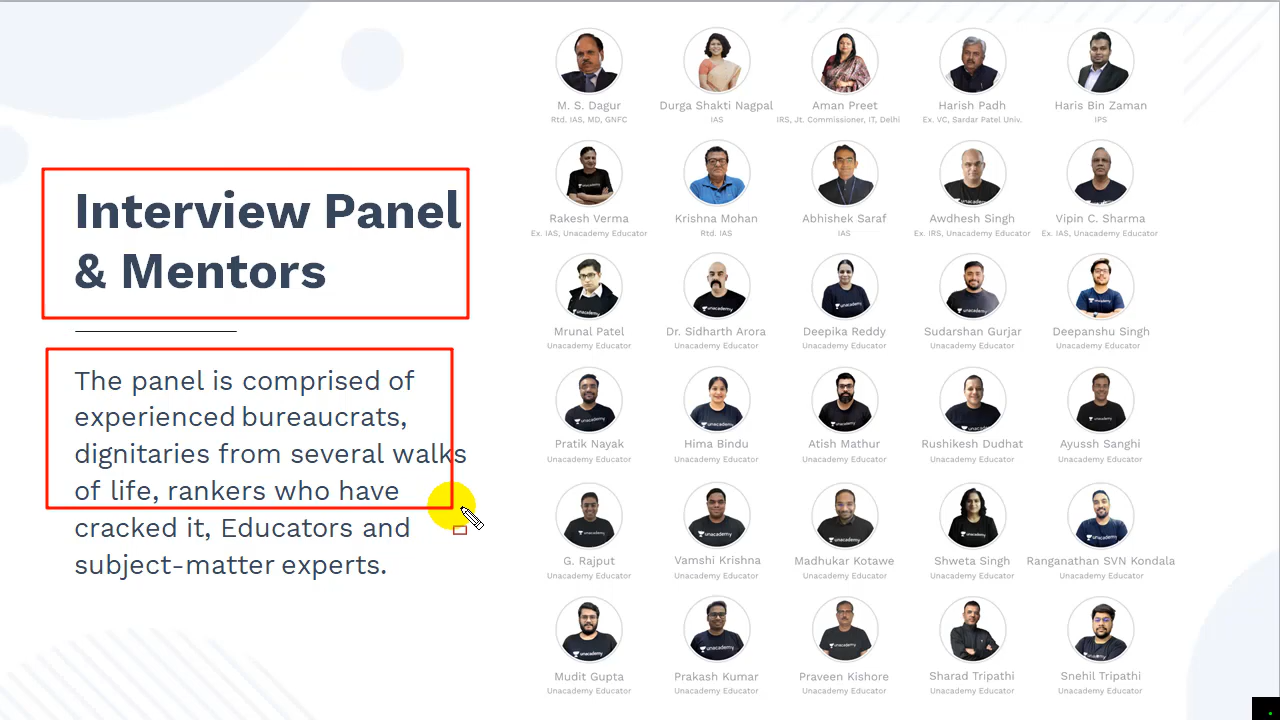 Interview Panel
& Mentors
The panel is comprised of
experienced bureaucrats,
dignitaries from several walks
of life, rankers who have
cracked it, Educators and
subject-matter experts.
M. S. Dagur
Rtd. IAS, MD, GNFC
Durga Shakti Nagpal
IAS
Aman Preet
IRS, Jt. Commissioner, IT, Delhi
Harish Padh
Ex. VC, Sardar Patel Univ.
Haris Bin Zaman
IPS
Rakesh Verma
Ex. IAS, Unacademy Educator
Krishna Mohan
Rtd. IAS
Abhishek Saraf
IAS
Awdhesh Singh
Ex. IRS, Unacademy Educator
Vipin C. Sharma
Ex. IAS, Unacademy Educator
Mrunal Patel
Unacademy Educator
Dr. Sidharth Arora
Unacademy Educator
Deepika Reddy
Unacademy Educator
Sudarshan Gurjar
Unacademy Educator
Deepanshu Singh
Unacademy Educator
Pratik Nayak
Unacademy Educator
Hima Bindu
Unacademy Educator
Atish Mathur
Unacademy Educator
Rushikesh Dudhat
Unacademy Educator
Ayussh Sanghi
Unacademy Educator
G. Rajput
Unacademy Educator
Vamshi Krishna
Unacademy Educator
Madhukar Kotawe
Unacademy Educator
Shweta Singh
Unacademy Educator
Ranganathan SVN Kondala
Unacademy Educator
Mudit Gupta
Unacademy Educator
Prakash Kumar
Unacademy Educator
Praveen Kishore
Unacademy Educator
Sharad Tripathi
Unacademy Educator
Snehil Tripathi
Unacademy Educator